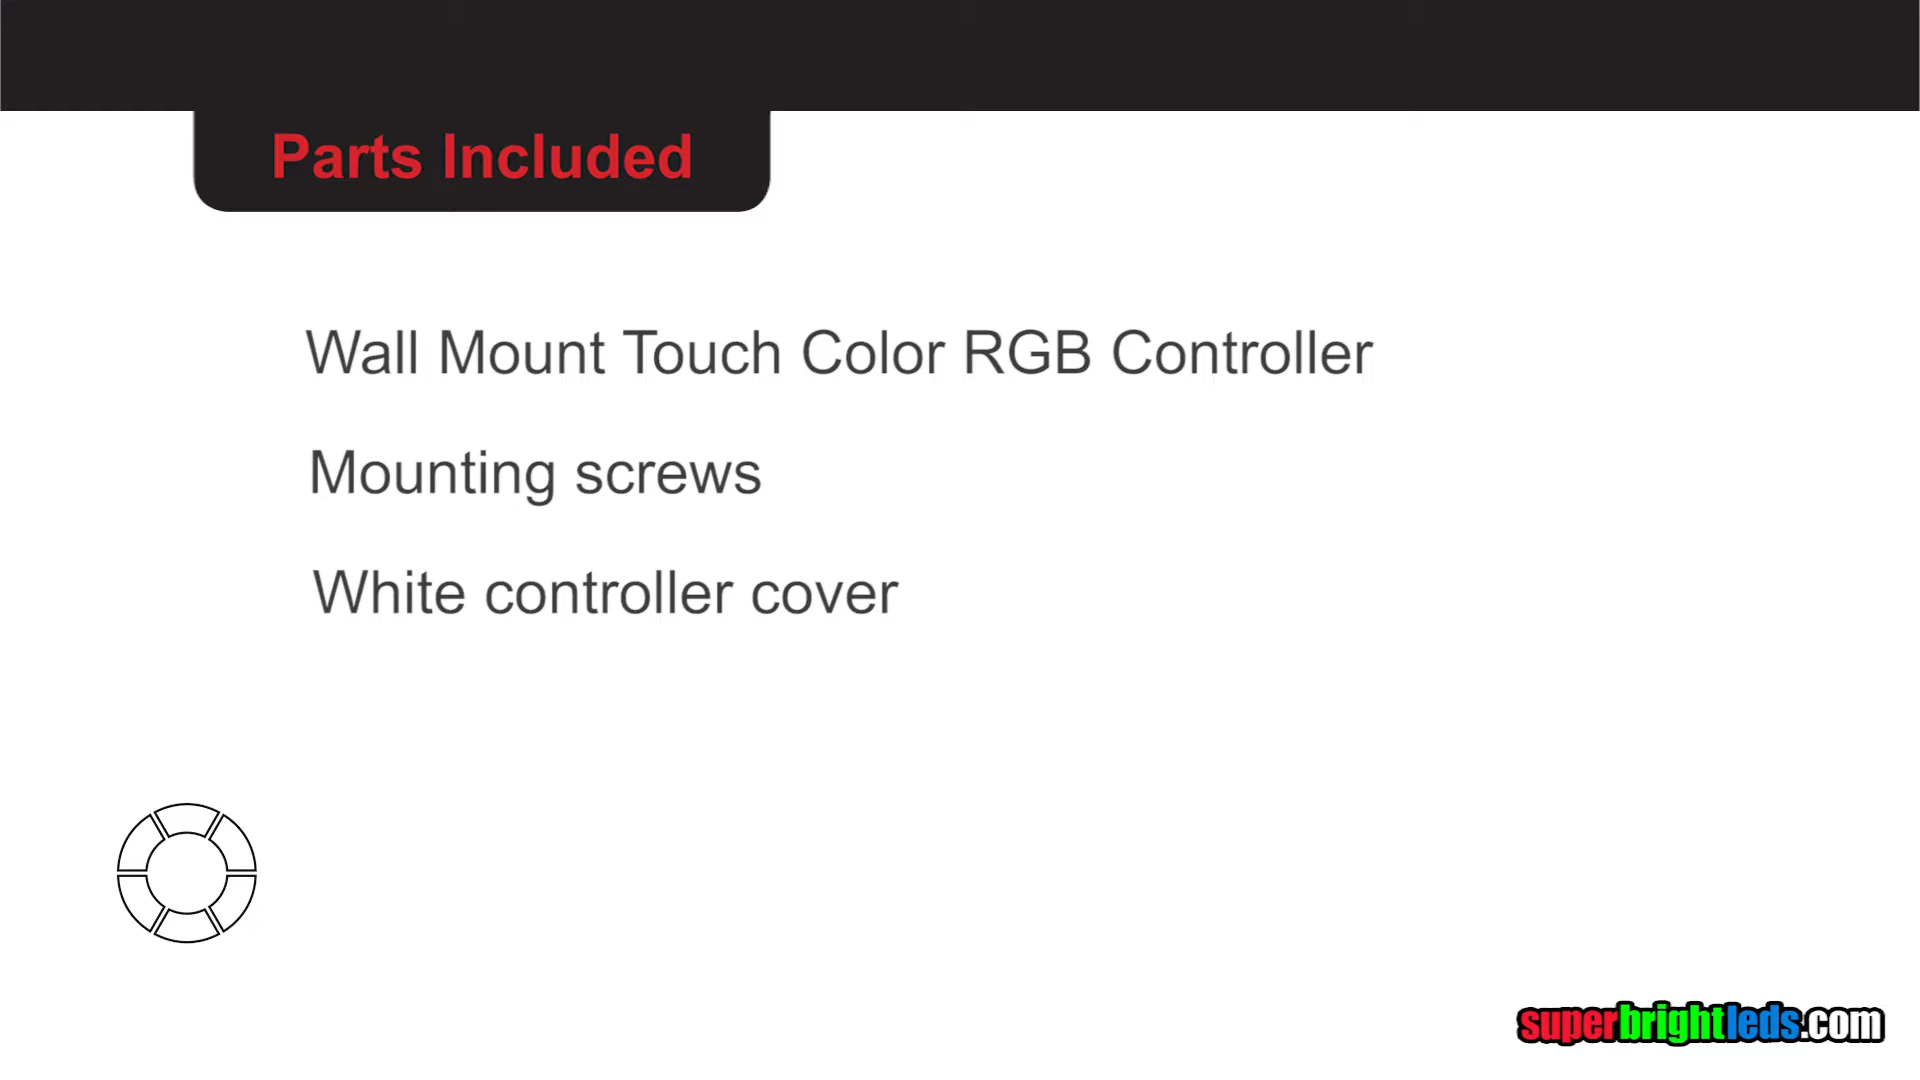 Parts Included
Wall Mount Touch Color RGB Controller
Mounting screws
White controller cover
superbrightleds.com